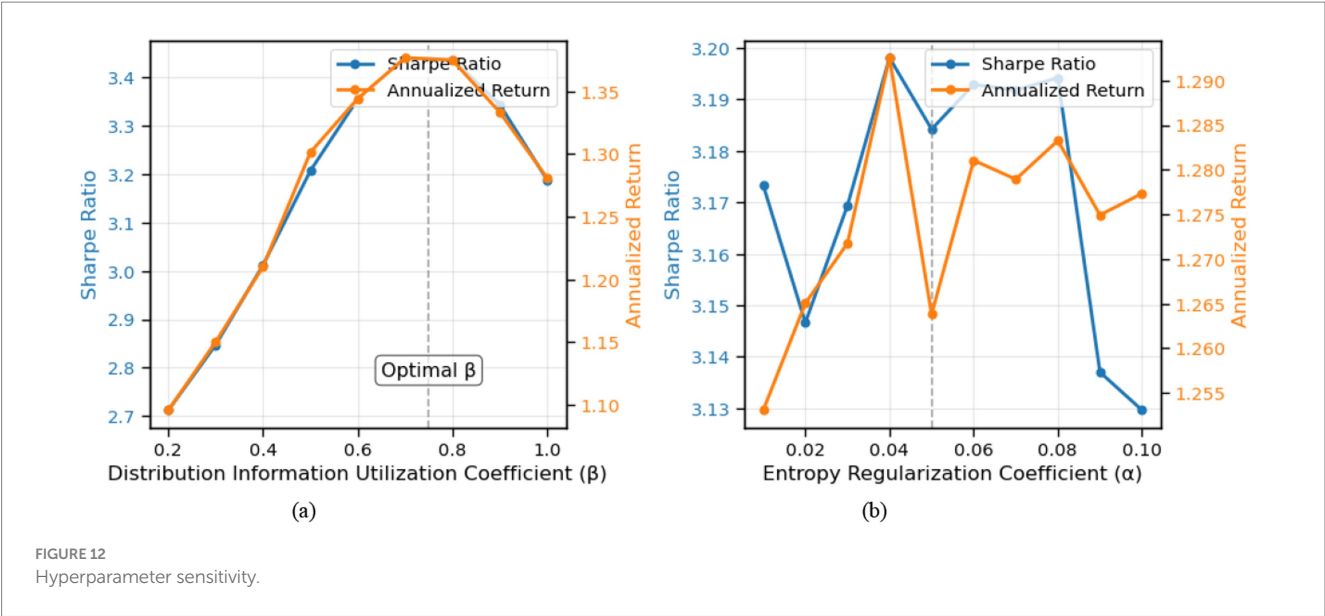 Sharpe Ratio
Annualized Return
3.4
3.3
3.2
3.1
3.0
2.9
2.8
2.7
Sharpe Ratio
1.35
1.30
1.25
1.20
1.15
1.10
Annualized Return
Optimal β
0.2 0.4 0.6 0.8 1.0
Distribution Information Utilization Coefficient (β)
(a)
Sharpe Ratio
Annualized Return
3.20
3.19
3.18
3.17
3.16
3.15
3.14
3.13
Sharpe Ratio
1.290
1.285
1.280
1.275
1.270
1.265
1.260
1.255
Annualized Return
0.02 0.04 0.06 0.08 0.10
Entropy Regularization Coefficient (α)
(b)
FIGURE 12
Hyperparameter sensitivity.